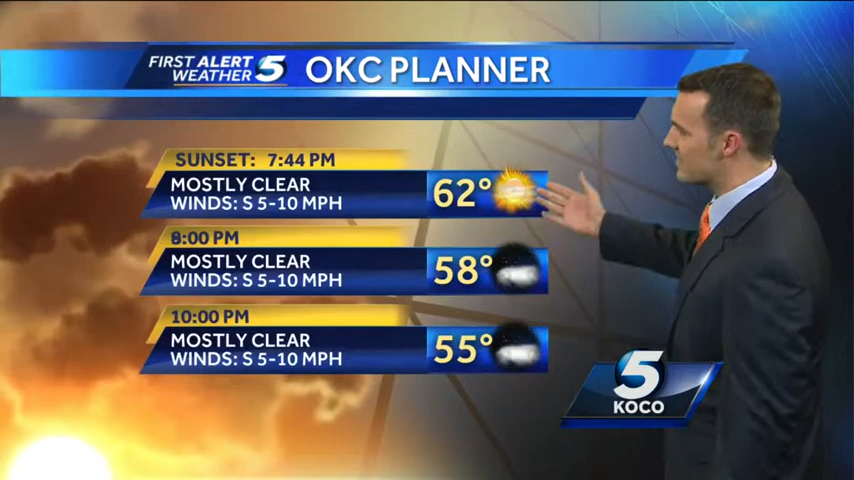 FIRST ALERT
WEATHER 5
OKC PLANNER
SUNSET: 7:44 PM
MOSTLY CLEAR
WINDS: S 5-10 MPH
62°
8:00 PM
MOSTLY CLEAR
WINDS: S 5-10 MPH
58°
10:00 PM
MOSTLY CLEAR
WINDS: S 5-10 MPH
55°
5
KOCO